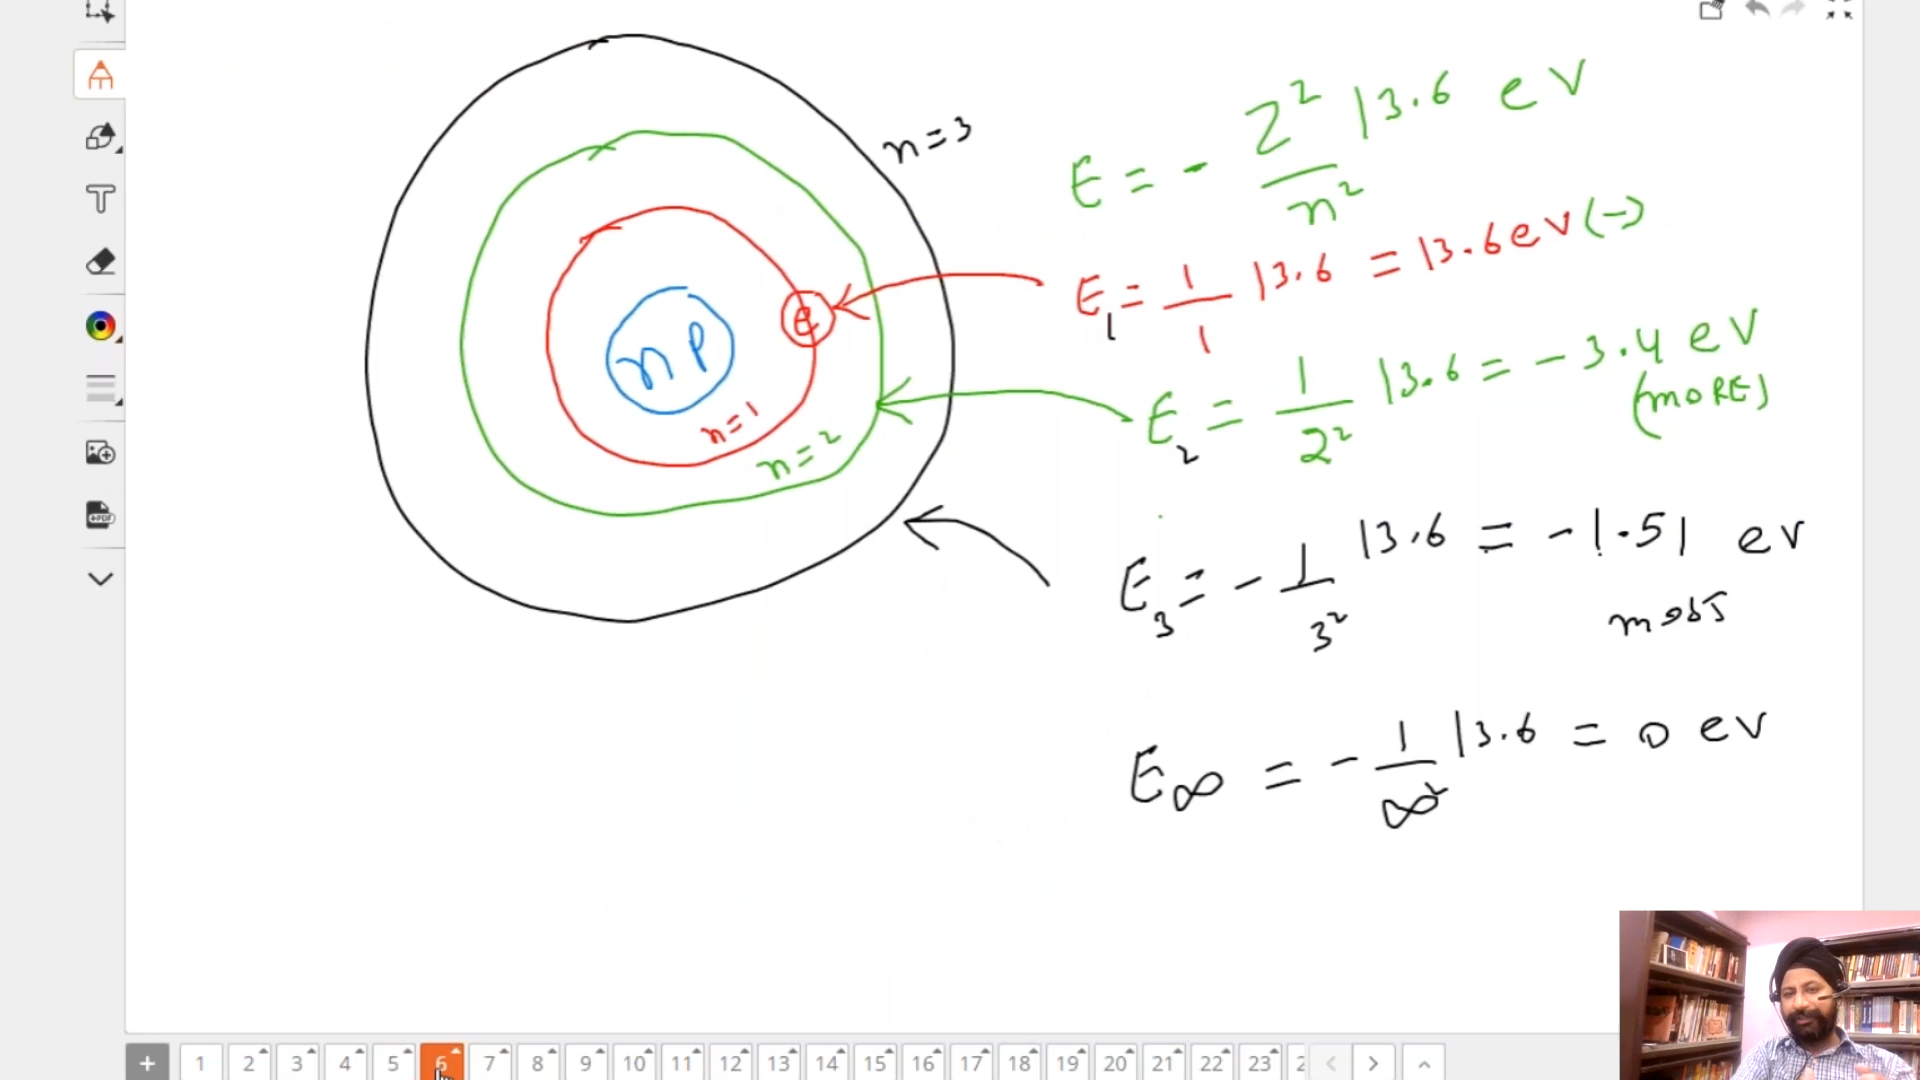 n=3
E = - Z² / n² 13.6 eV
E₁ = 1/1 13.6 = 13.6 eV (-)
e
n P
n=1
n=2
E₂ = 1/2² 13.6 = -3.4 eV
(MORE)
E₃ = - 1/3² 13.6 = -1.51 eV
most
E∞ = - 1/∞² 13.6 = 0 eV
T
+PDF
+ 1 2 3 4 5 6 7 8 9 10 11 12 13 14 15 16 17 18 19 20 21 22 23 2 < >